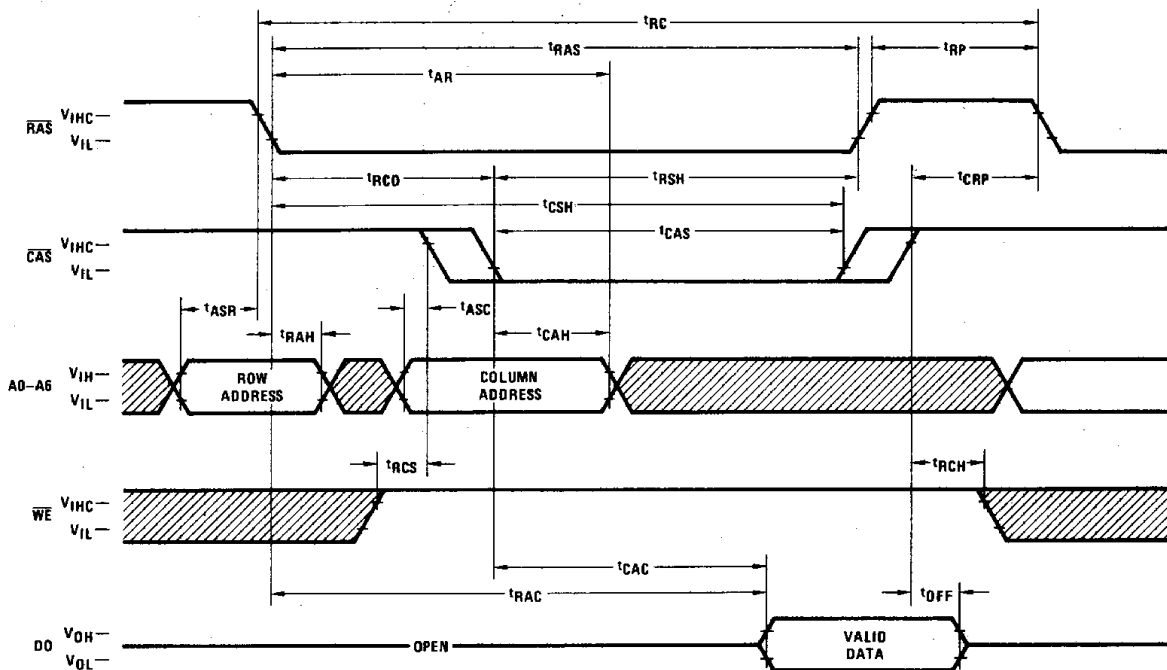 tRC
tRAS
tRP
tAR
RAS
VIHC
VIL
tRCD
tRSH
tCRP
tCSH
CAS
VIHC
VIL
tCAS
tASR
tASC
tRAH
tCAH
A0–A6
VIH
VIL
ROW
ADDRESS
COLUMN
ADDRESS
tRCS
tRCH
WE
VIHC
VIL
tCAC
tRAC
tOFF
DO
VOH
VOL
OPEN
VALID
DATA